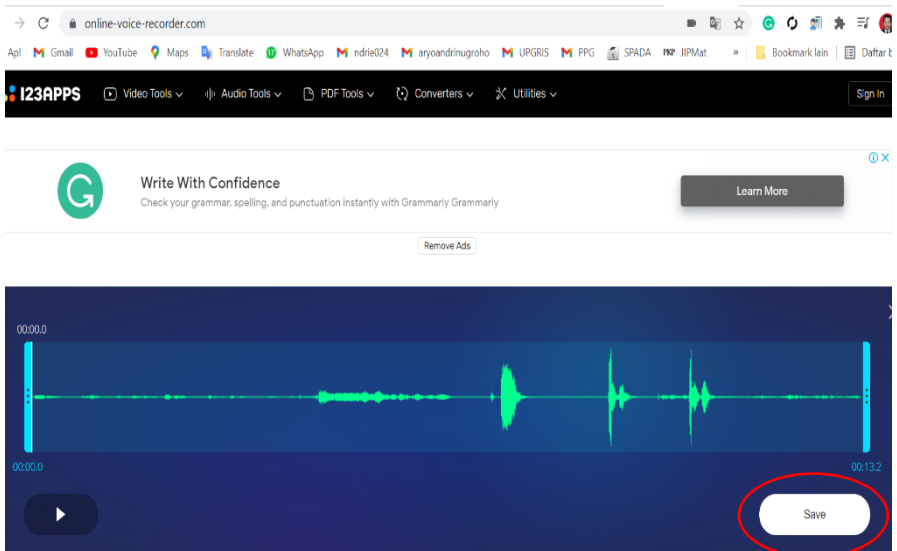 online-voice-recorder.com
Apl Gmail YouTube Maps Translate WhatsApp ndrie024 aryoandrinugroho UPGRIS PPG SPADA JIPMat » Bookmark lain Daftar b
123APPS Video Tools Audio Tools PDF Tools Converters Utilities Sign In
Write With Confidence
Check your grammar, spelling, and punctuation instantly with Grammarly Grammarly
Learn More
Remove Ads
00:00.0
00:00.0 00:13.2
Save